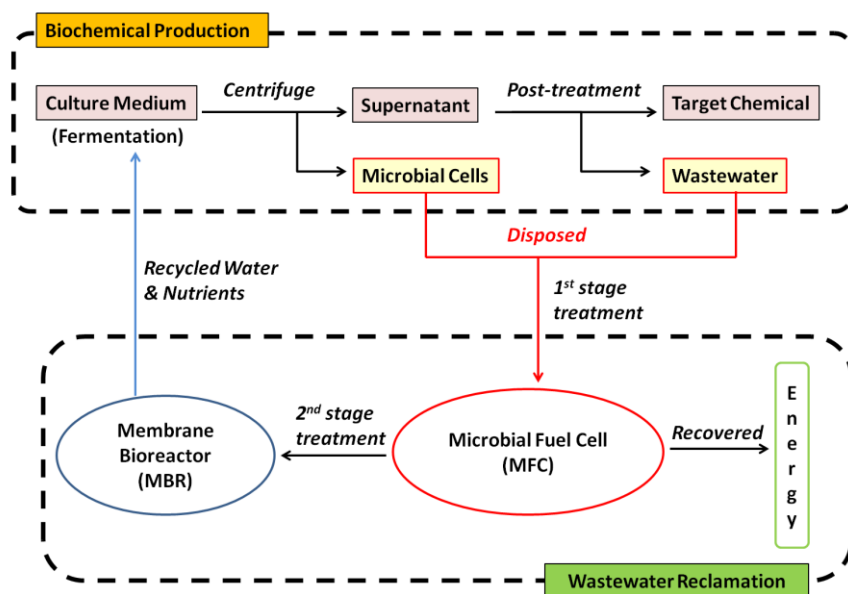 Biochemical Production
Culture Medium
(Fermentation)
Centrifuge
Supernatant
Post-treatment
Target Chemical
Microbial Cells
Wastewater
Disposed
Recycled Water
& Nutrients
1st stage
treatment
Membrane
Bioreactor
(MBR)
2nd stage
treatment
Microbial Fuel Cell
(MFC)
Recovered
E
n
e
r
g
y
Wastewater Reclamation